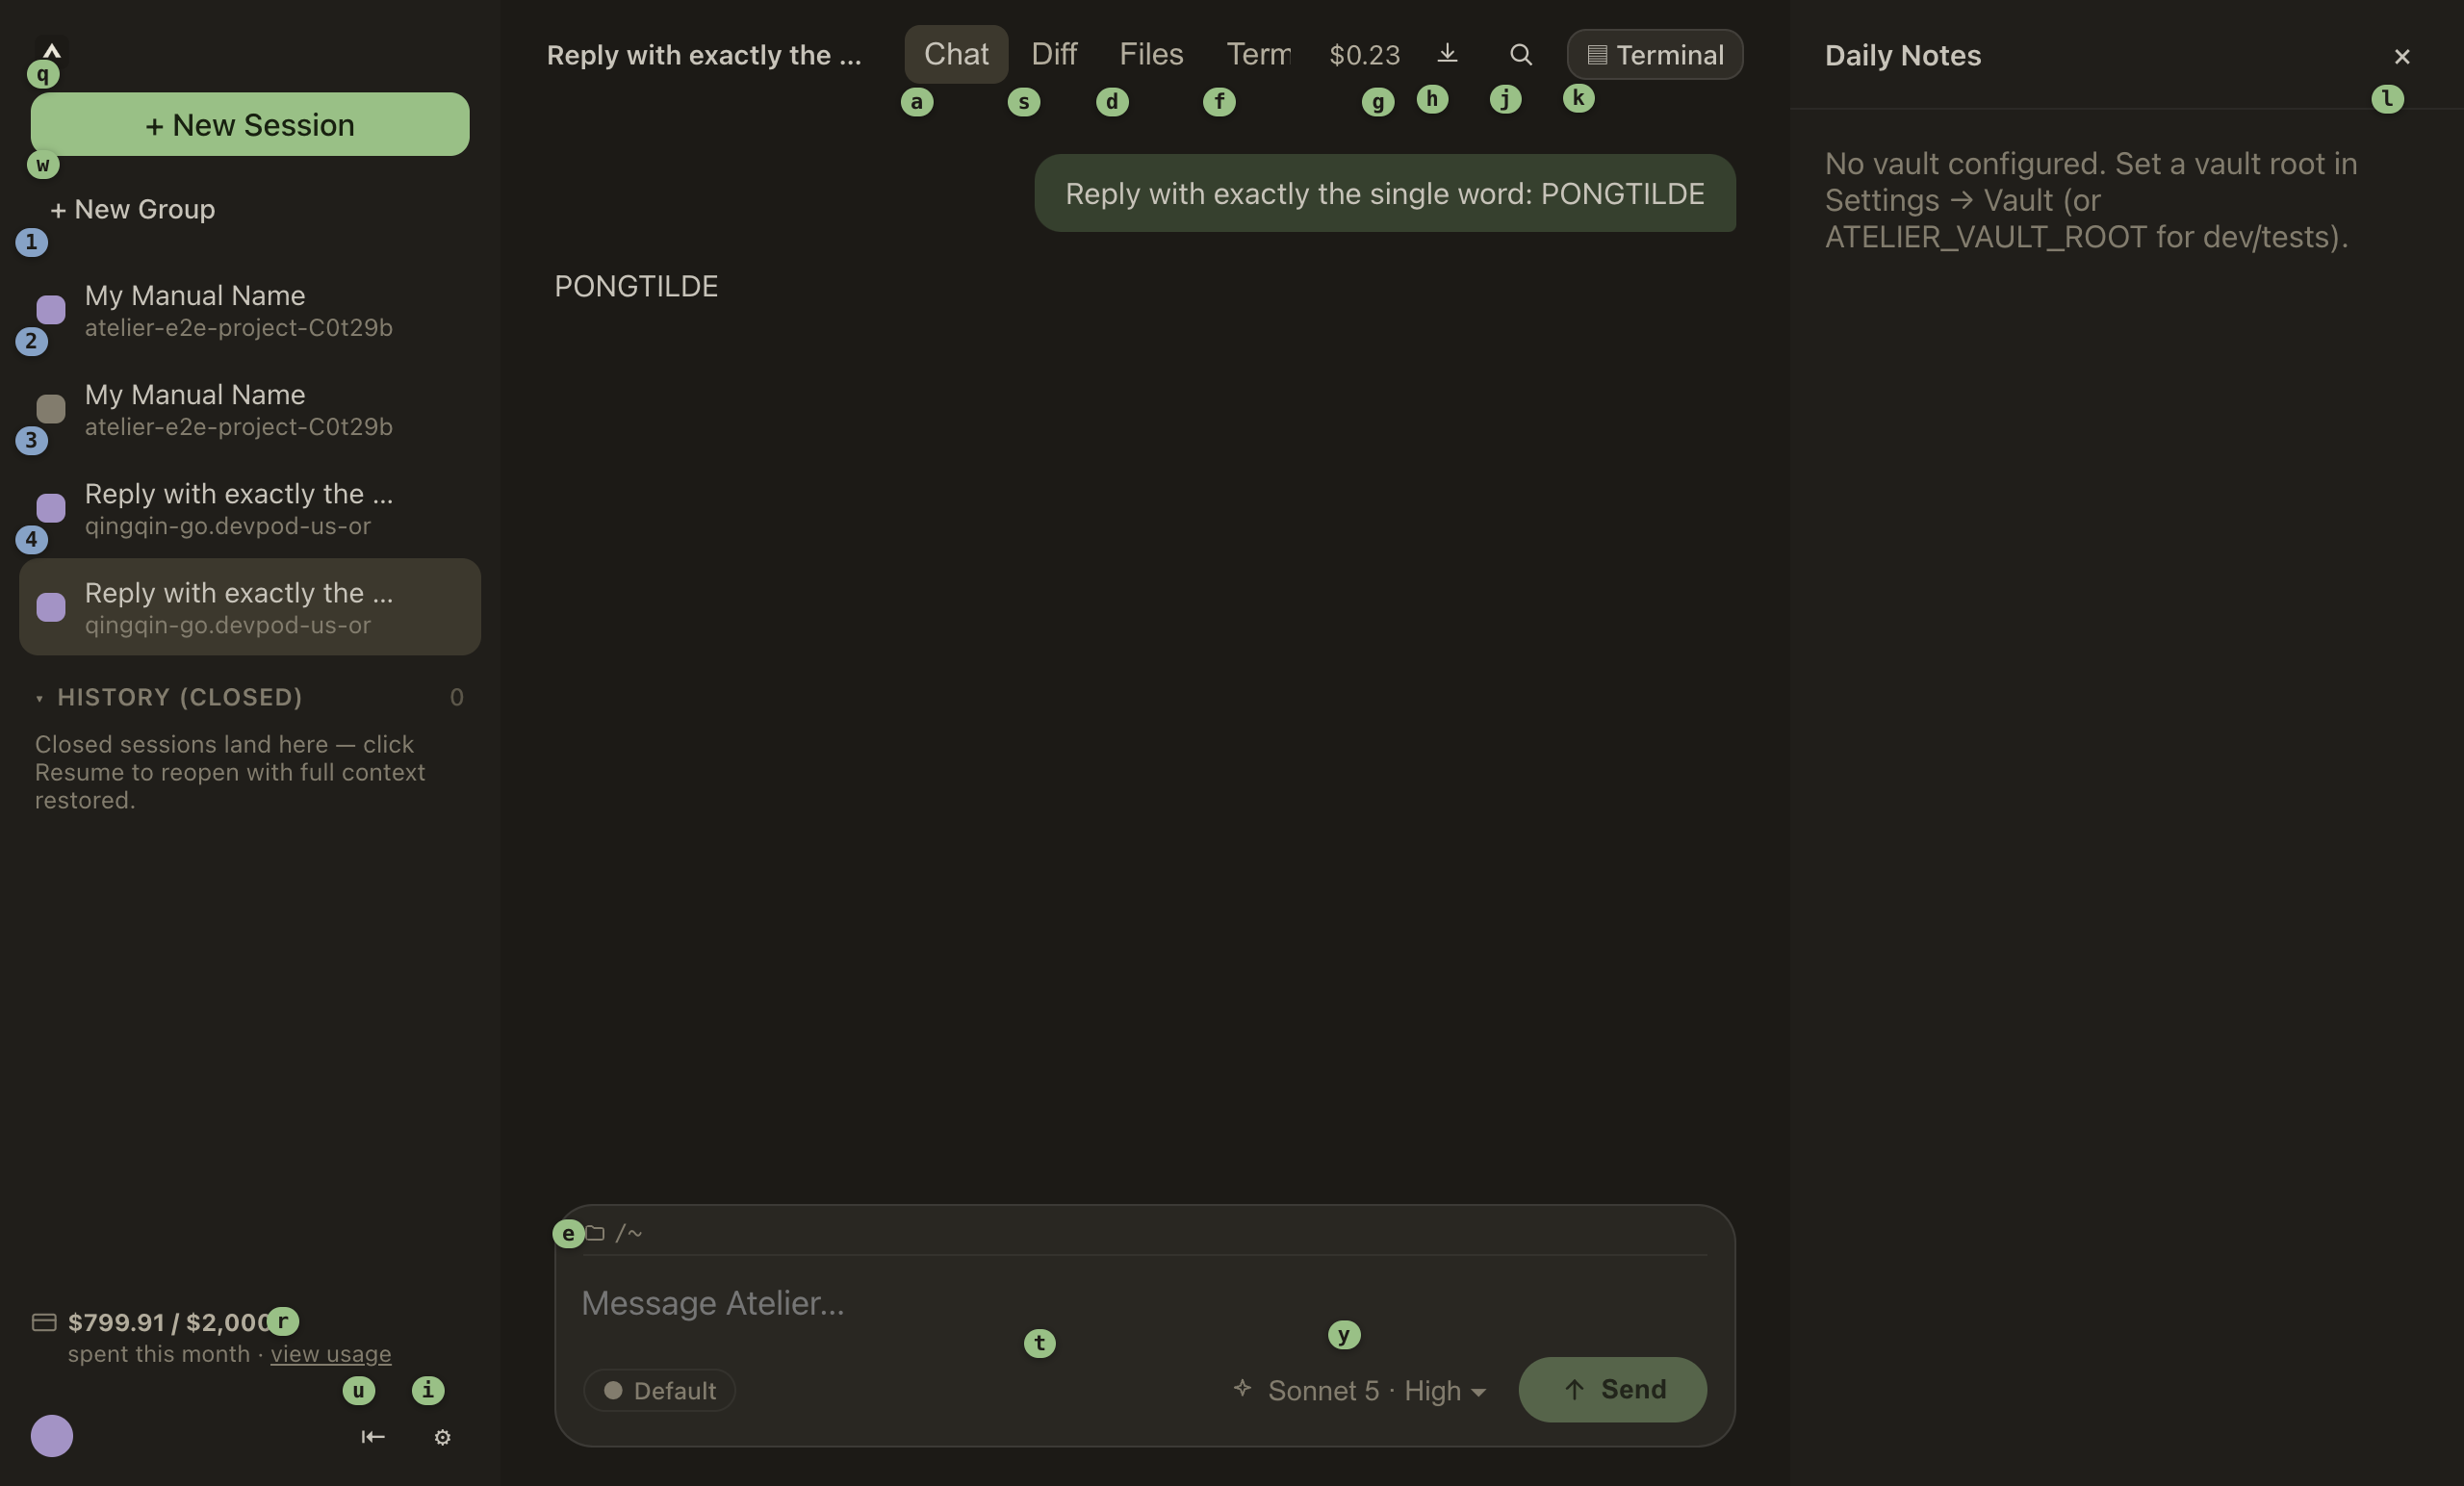 q
+ New Session
w
+ New Group
1
My Manual Name
atelier-e2e-project-C0t29b
2
My Manual Name
atelier-e2e-project-C0t29b
3
Reply with exactly the ...
qingqin-go.devpod-us-or
4
Reply with exactly the ...
qingqin-go.devpod-us-or
HISTORY (CLOSED) 0
Closed sessions land here — click
Resume to reopen with full context
restored.
$799.91 / $2,000 r
spent this month · view usage
u i
Reply with exactly the ... Chat Diff Files Term $0.23 Terminal
a s d f g h j k
Reply with exactly the single word: PONGTILDE
PONGTILDE
e /~
Message Atelier...
t y
Default Sonnet 5 · High Send
Daily Notes ×
l
No vault configured. Set a vault root in
Settings → Vault (or
ATELIER_VAULT_ROOT for dev/tests).